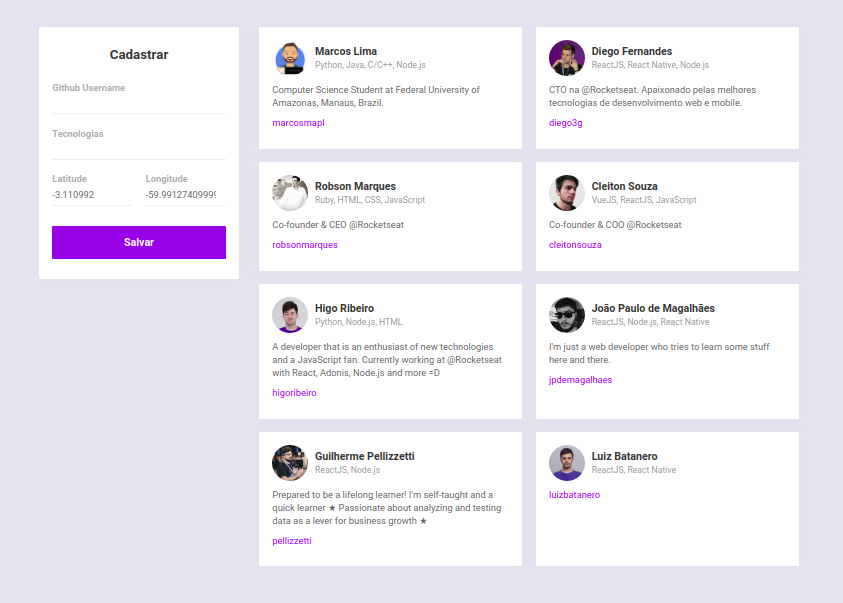 Cadastrar
Github Username
Tecnologias
Latitude
Longitude
-3.110992
-59.99127409999
Salvar
Marcos Lima
Python, Java, C/C++, Node.js
Computer Science Student at Federal University of
Amazonas, Manaus, Brazil.
marcosmapl
Diego Fernandes
ReactJS, React Native, Node.js
CTO na @Rocketseat. Apaixonado pelas melhores
tecnologias de desenvolvimento web e mobile.
diego3g
Robson Marques
Ruby, HTML, CSS, JavaScript
Co-founder & CEO @Rocketseat
robsonmarques
Cleiton Souza
VueJS, ReactJS, JavaScript
Co-founder & COO @Rocketseat
cleitonsouza
Higo Ribeiro
Python, Node.js, HTML
A developer that is an enthusiast of new technologies
and a JavaScript fan. Currently working at @Rocketseat
with React, Adonis, Node.js and more =D
higoribeiro
João Paulo de Magalhães
ReactJS, Node.js, React Native
I'm just a web developer who tries to learn some stuff
here and there.
jpdemagalhaes
Guilherme Pellizzetti
ReactJS, Node.js
Prepared to be a lifelong learner! I'm self-taught and a
quick learner ★ Passionate about analyzing and testing
data as a lever for business growth ★
pellizzetti
Luiz Batanero
ReactJS, React Native
luizbatanero